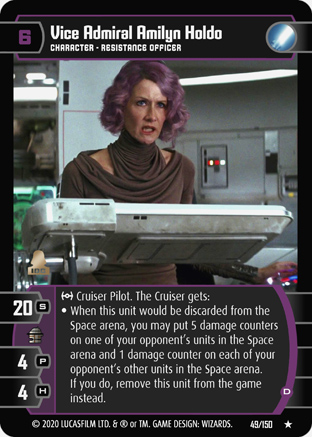 6
Vice Admiral Amilyn Holdo
CHARACTER • RESISTANCE OFFICER
20 S
4 P
4 H
Cruiser Pilot. The Cruiser gets:
• When this unit would be discarded from the
Space arena, you may put 5 damage counters
on one of your opponent's units in the Space
arena and 1 damage counter on each of your
opponent's other units in the Space arena.
If you do, remove this unit from the game
instead.
D
© 2020 LUCASFILM LTD. & ® or TM. GAME DESIGN: WIZARDS.
49/150